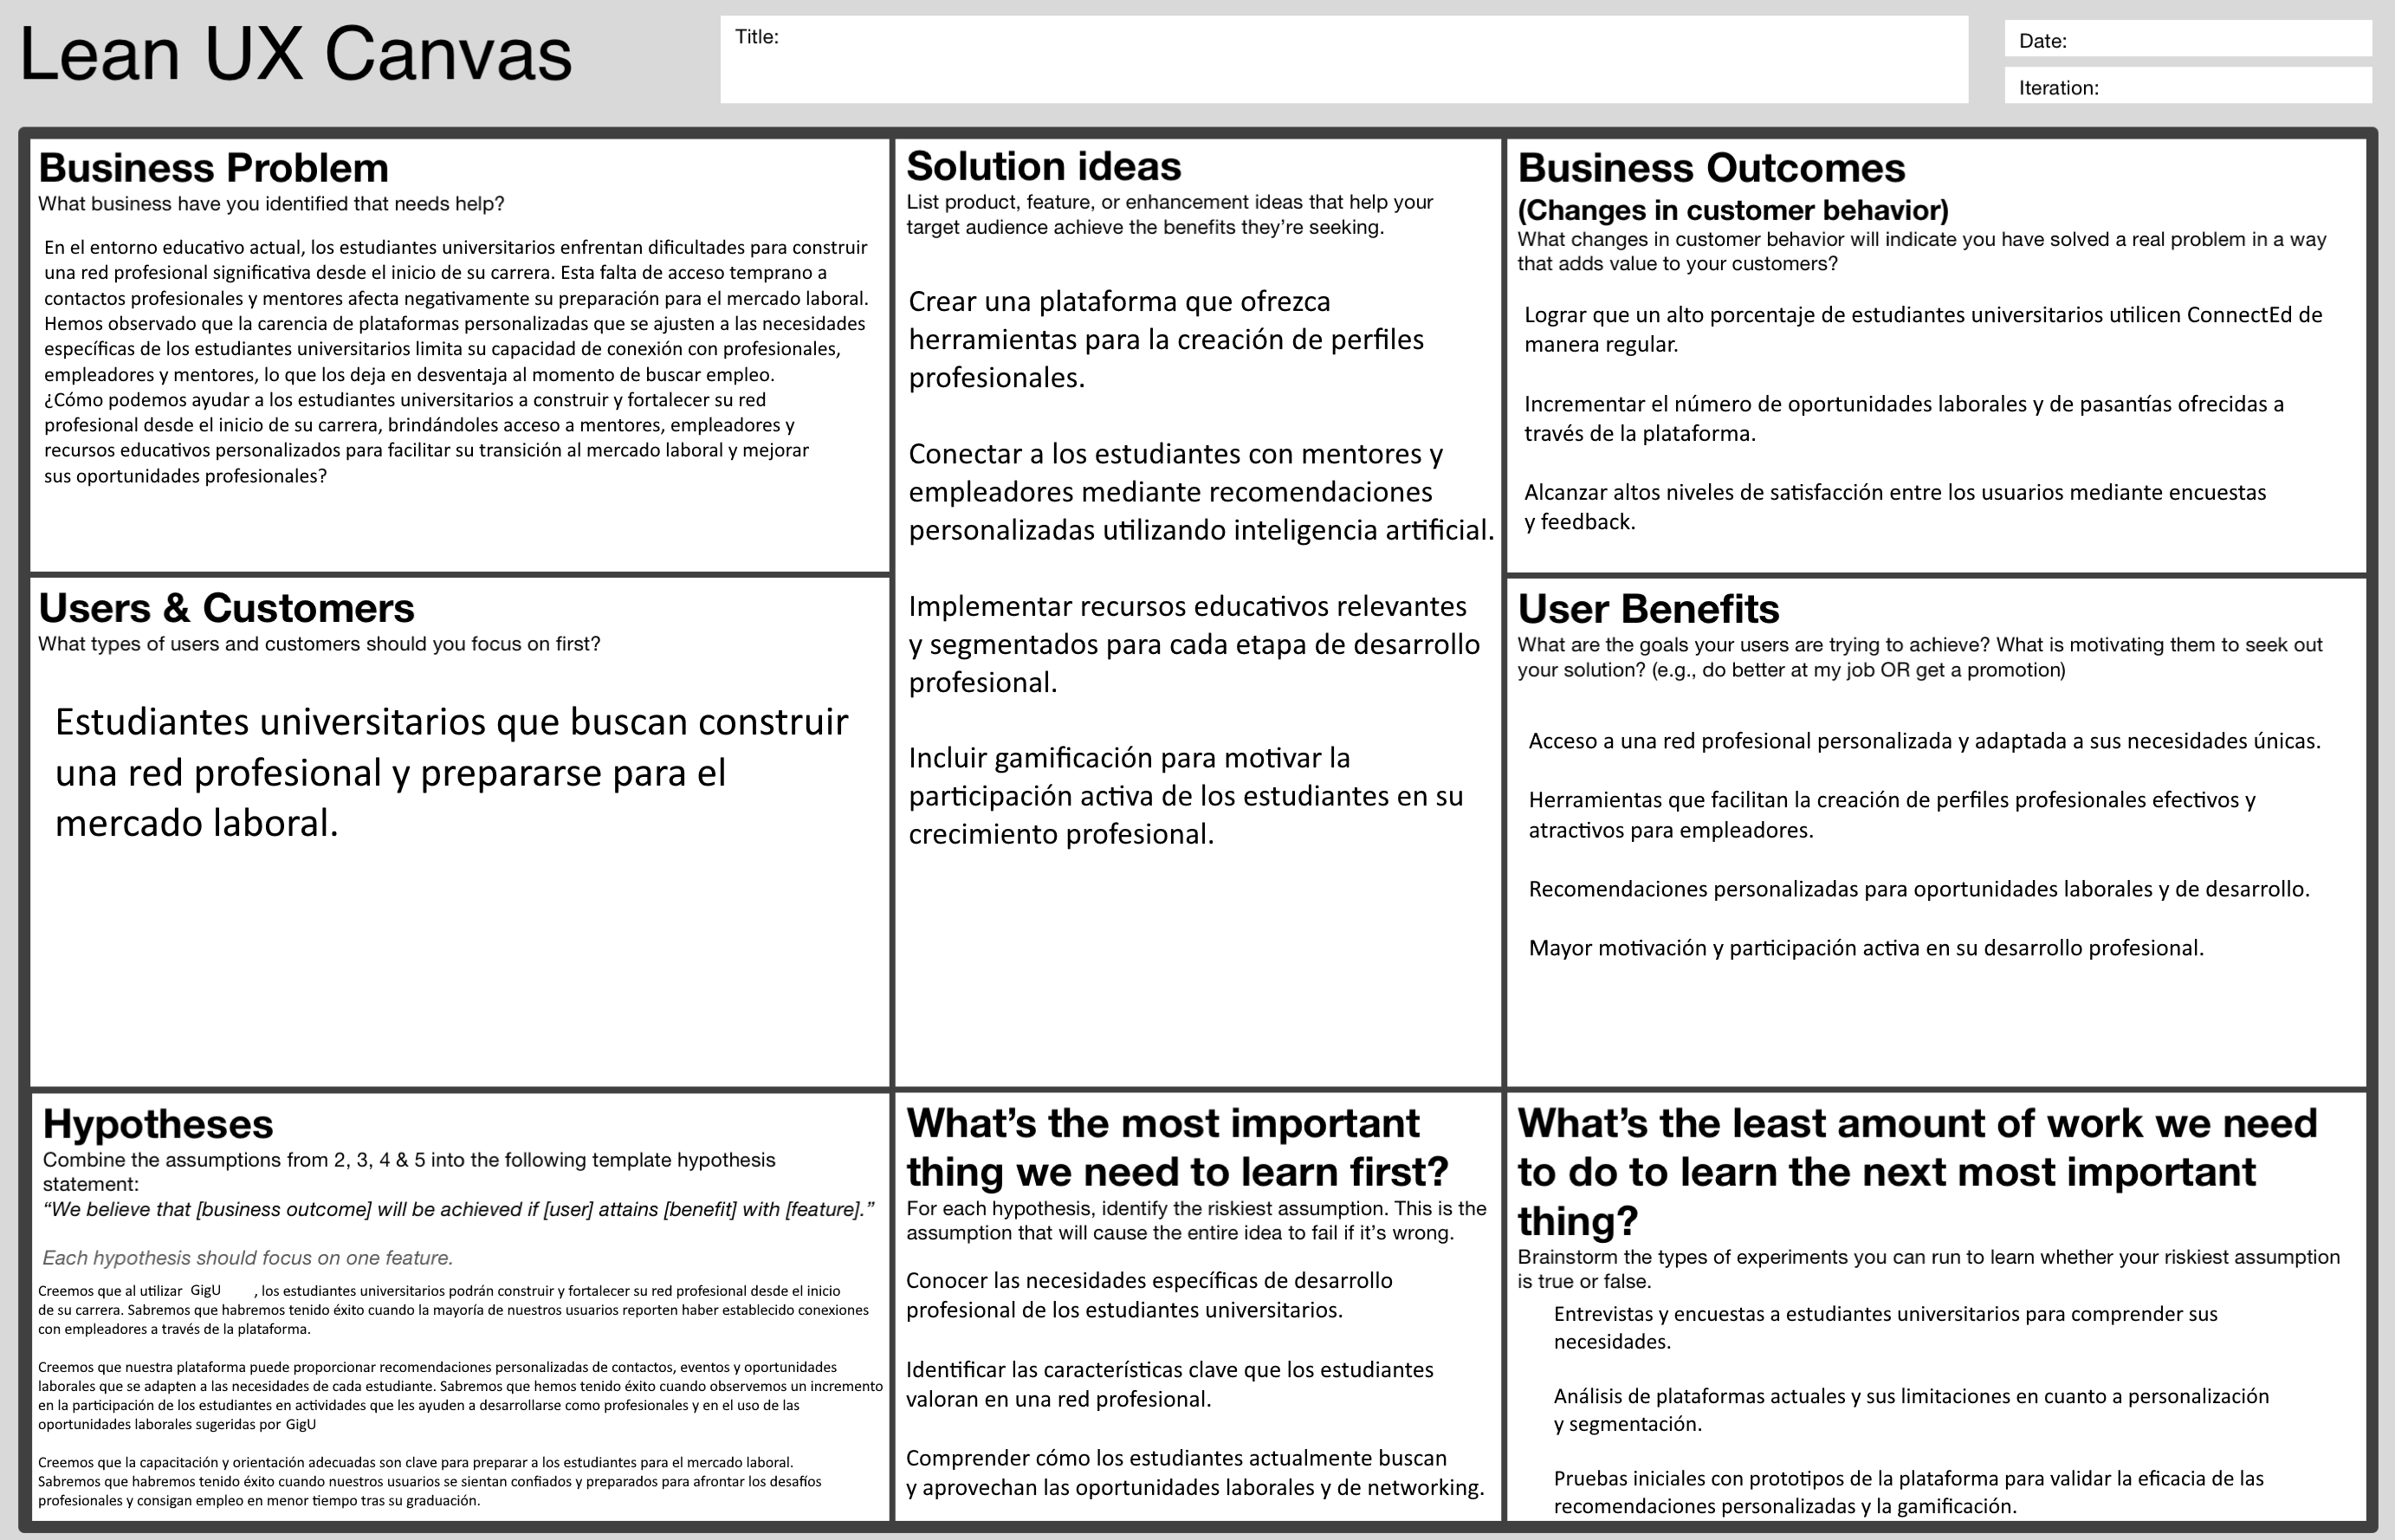 Lean UX Canvas
Title:
Date:
Iteration:
Business Problem
What business have you identified that needs help?
En el entorno educativo actual, los estudiantes universitarios enfrentan dificultades para construir
una red profesional significativa desde el inicio de su carrera. Esta falta de acceso temprano a
contactos profesionales y mentores afecta negativamente su preparación para el mercado laboral.
Hemos observado que la carencia de plataformas personalizadas que se ajusten a las necesidades
específicas de los estudiantes universitarios limita su capacidad de conexión con profesionales,
empleadores y mentores, lo que los deja en desventaja al momento de buscar empleo.
¿Cómo podemos ayudar a los estudiantes universitarios a construir y fortalecer su red
profesional desde el inicio de su carrera, brindándoles acceso a mentores, empleadores y
recursos educativos personalizados para facilitar su transición al mercado laboral y mejorar
sus oportunidades profesionales?
Solution ideas
List product, feature, or enhancement ideas that help your
target audience achieve the benefits they’re seeking.
Crear una plataforma que ofrezca
herramientas para la creación de perfiles
profesionales.
Conectar a los estudiantes con mentores y
empleadores mediante recomendaciones
personalizadas utilizando inteligencia artificial.
Implementar recursos educativos relevantes
y segmentados para cada etapa de desarrollo
profesional.
Incluir gamificación para motivar la
participación activa de los estudiantes en su
crecimiento profesional.
Business Outcomes
(Changes in customer behavior)
What changes in customer behavior will indicate you have solved a real problem in a way
that adds value to your customers?
Lograr que un alto porcentaje de estudiantes universitarios utilicen ConnectEd de
manera regular.
Incrementar el número de oportunidades laborales y de pasantías ofrecidas a
través de la plataforma.
Alcanzar altos niveles de satisfacción entre los usuarios mediante encuestas
y feedback.
Users & Customers
What types of users and customers should you focus on first?
Estudiantes universitarios que buscan construir
una red profesional y prepararse para el
mercado laboral.
User Benefits
What are the goals your users are trying to achieve? What is motivating them to seek out
your solution? (e.g., do better at my job OR get a promotion)
Acceso a una red profesional personalizada y adaptada a sus necesidades únicas.
Herramientas que facilitan la creación de perfiles profesionales efectivos y
atractivos para empleadores.
Recomendaciones personalizadas para oportunidades laborales y de desarrollo.
Mayor motivación y participación activa en su desarrollo profesional.
Hypotheses
Combine the assumptions from 2, 3, 4 & 5 into the following template hypothesis
statement:
“We believe that [business outcome] will be achieved if [user] attains [benefit] with [feature].”
Each hypothesis should focus on one feature.
Creemos que al utilizar GigU , los estudiantes universitarios podrán construir y fortalecer su red profesional desde el inicio
de su carrera. Sabremos que habremos tenido éxito cuando la mayoría de nuestros usuarios reporten haber establecido conexiones
con empleadores a través de la plataforma.
Creemos que nuestra plataforma puede proporcionar recomendaciones personalizadas de contactos, eventos y oportunidades
laborales que se adapten a las necesidades de cada estudiante. Sabremos que hemos tenido éxito cuando observemos un incremento
en la participación de los estudiantes en actividades que les ayuden a desarrollarse como profesionales y en el uso de las
oportunidades laborales sugeridas por GigU
Creemos que la capacitación y orientación adecuadas son clave para preparar a los estudiantes para el mercado laboral.
Sabremos que habremos tenido éxito cuando nuestros usuarios se sientan confiados y preparados para afrontar los desafíos
profesionales y consigan empleo en menor tiempo tras su graduación.
What’s the most important
thing we need to learn first?
For each hypothesis, identify the riskiest assumption. This is the
assumption that will cause the entire idea to fail if it’s wrong.
Conocer las necesidades específicas de desarrollo
profesional de los estudiantes universitarios.
Identificar las características clave que los estudiantes
valoran en una red profesional.
Comprender cómo los estudiantes actualmente buscan
y aprovechan las oportunidades laborales y de networking.
What’s the least amount of work we need
to do to learn the next most important
thing?
Brainstorm the types of experiments you can run to learn whether your riskiest assumption
is true or false.
Entrevistas y encuestas a estudiantes universitarios para comprender sus
necesidades.
Análisis de plataformas actuales y sus limitaciones en cuanto a personalización
y segmentación.
Pruebas iniciales con prototipos de la plataforma para validar la eficacia de las
recomendaciones personalizadas y la gamificación.